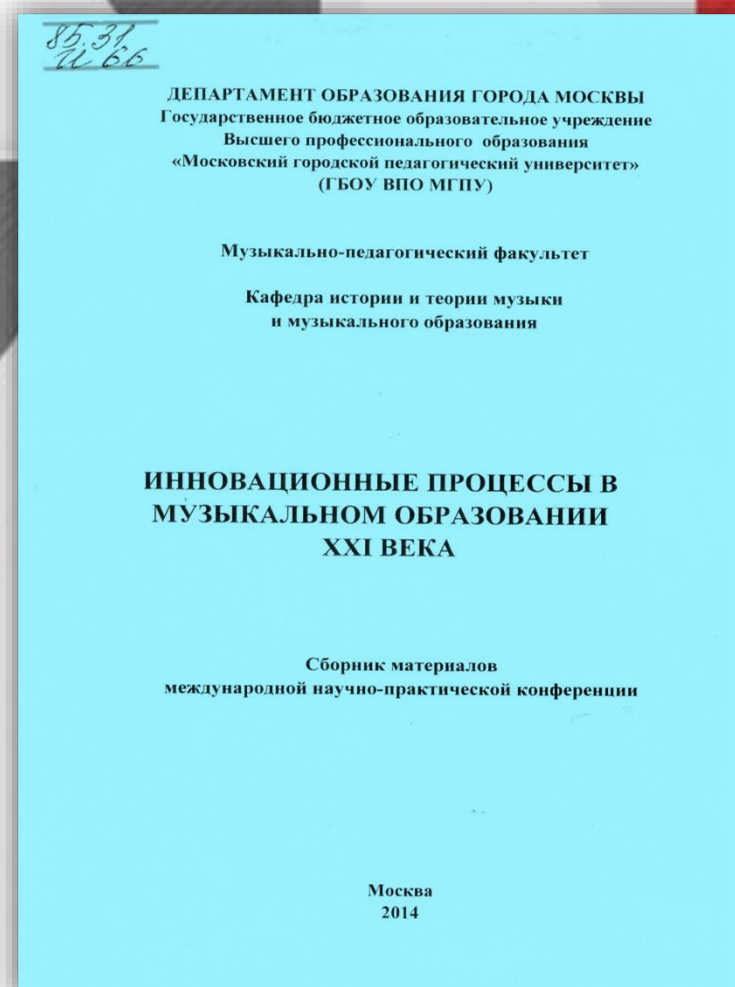 85.31
И 66
ДЕПАРТАМЕНТ ОБРАЗОВАНИЯ ГОРОДА МОСКВЫ
Государственное бюджетное образовательное учреждение
Высшего профессионального образования
«Московский городской педагогический университет»
(ГБОУ ВПО МГПУ)
Музыкально-педагогический факультет
Кафедра истории и теории музыки
и музыкального образования
ИННОВАЦИОННЫЕ ПРОЦЕССЫ В
МУЗЫКАЛЬНОМ ОБРАЗОВАНИИ
XXI ВЕКА
Сборник материалов
международной научно-практической конференции
Москва
2014